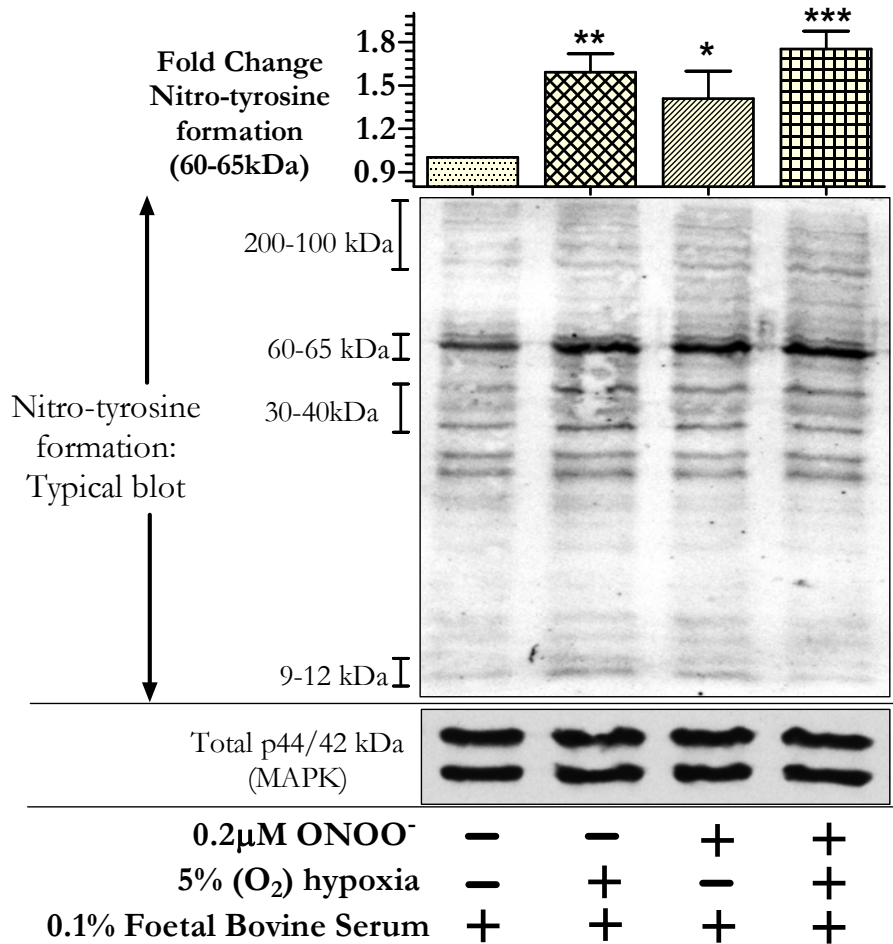 Fold Change
Nitro-tyrosine
formation
(60-65kDa)
1.8
1.5
1.2
0.9
**
*
***
200-100 kDa
60-65 kDa
30-40kDa
Nitro-tyrosine
formation:
Typical blot
9-12 kDa
Total p44/42 kDa
(MAPK)
0.2µM ONOO⁻ − − + +
5% (O₂) hypoxia − + − +
0.1% Foetal Bovine Serum + + + +